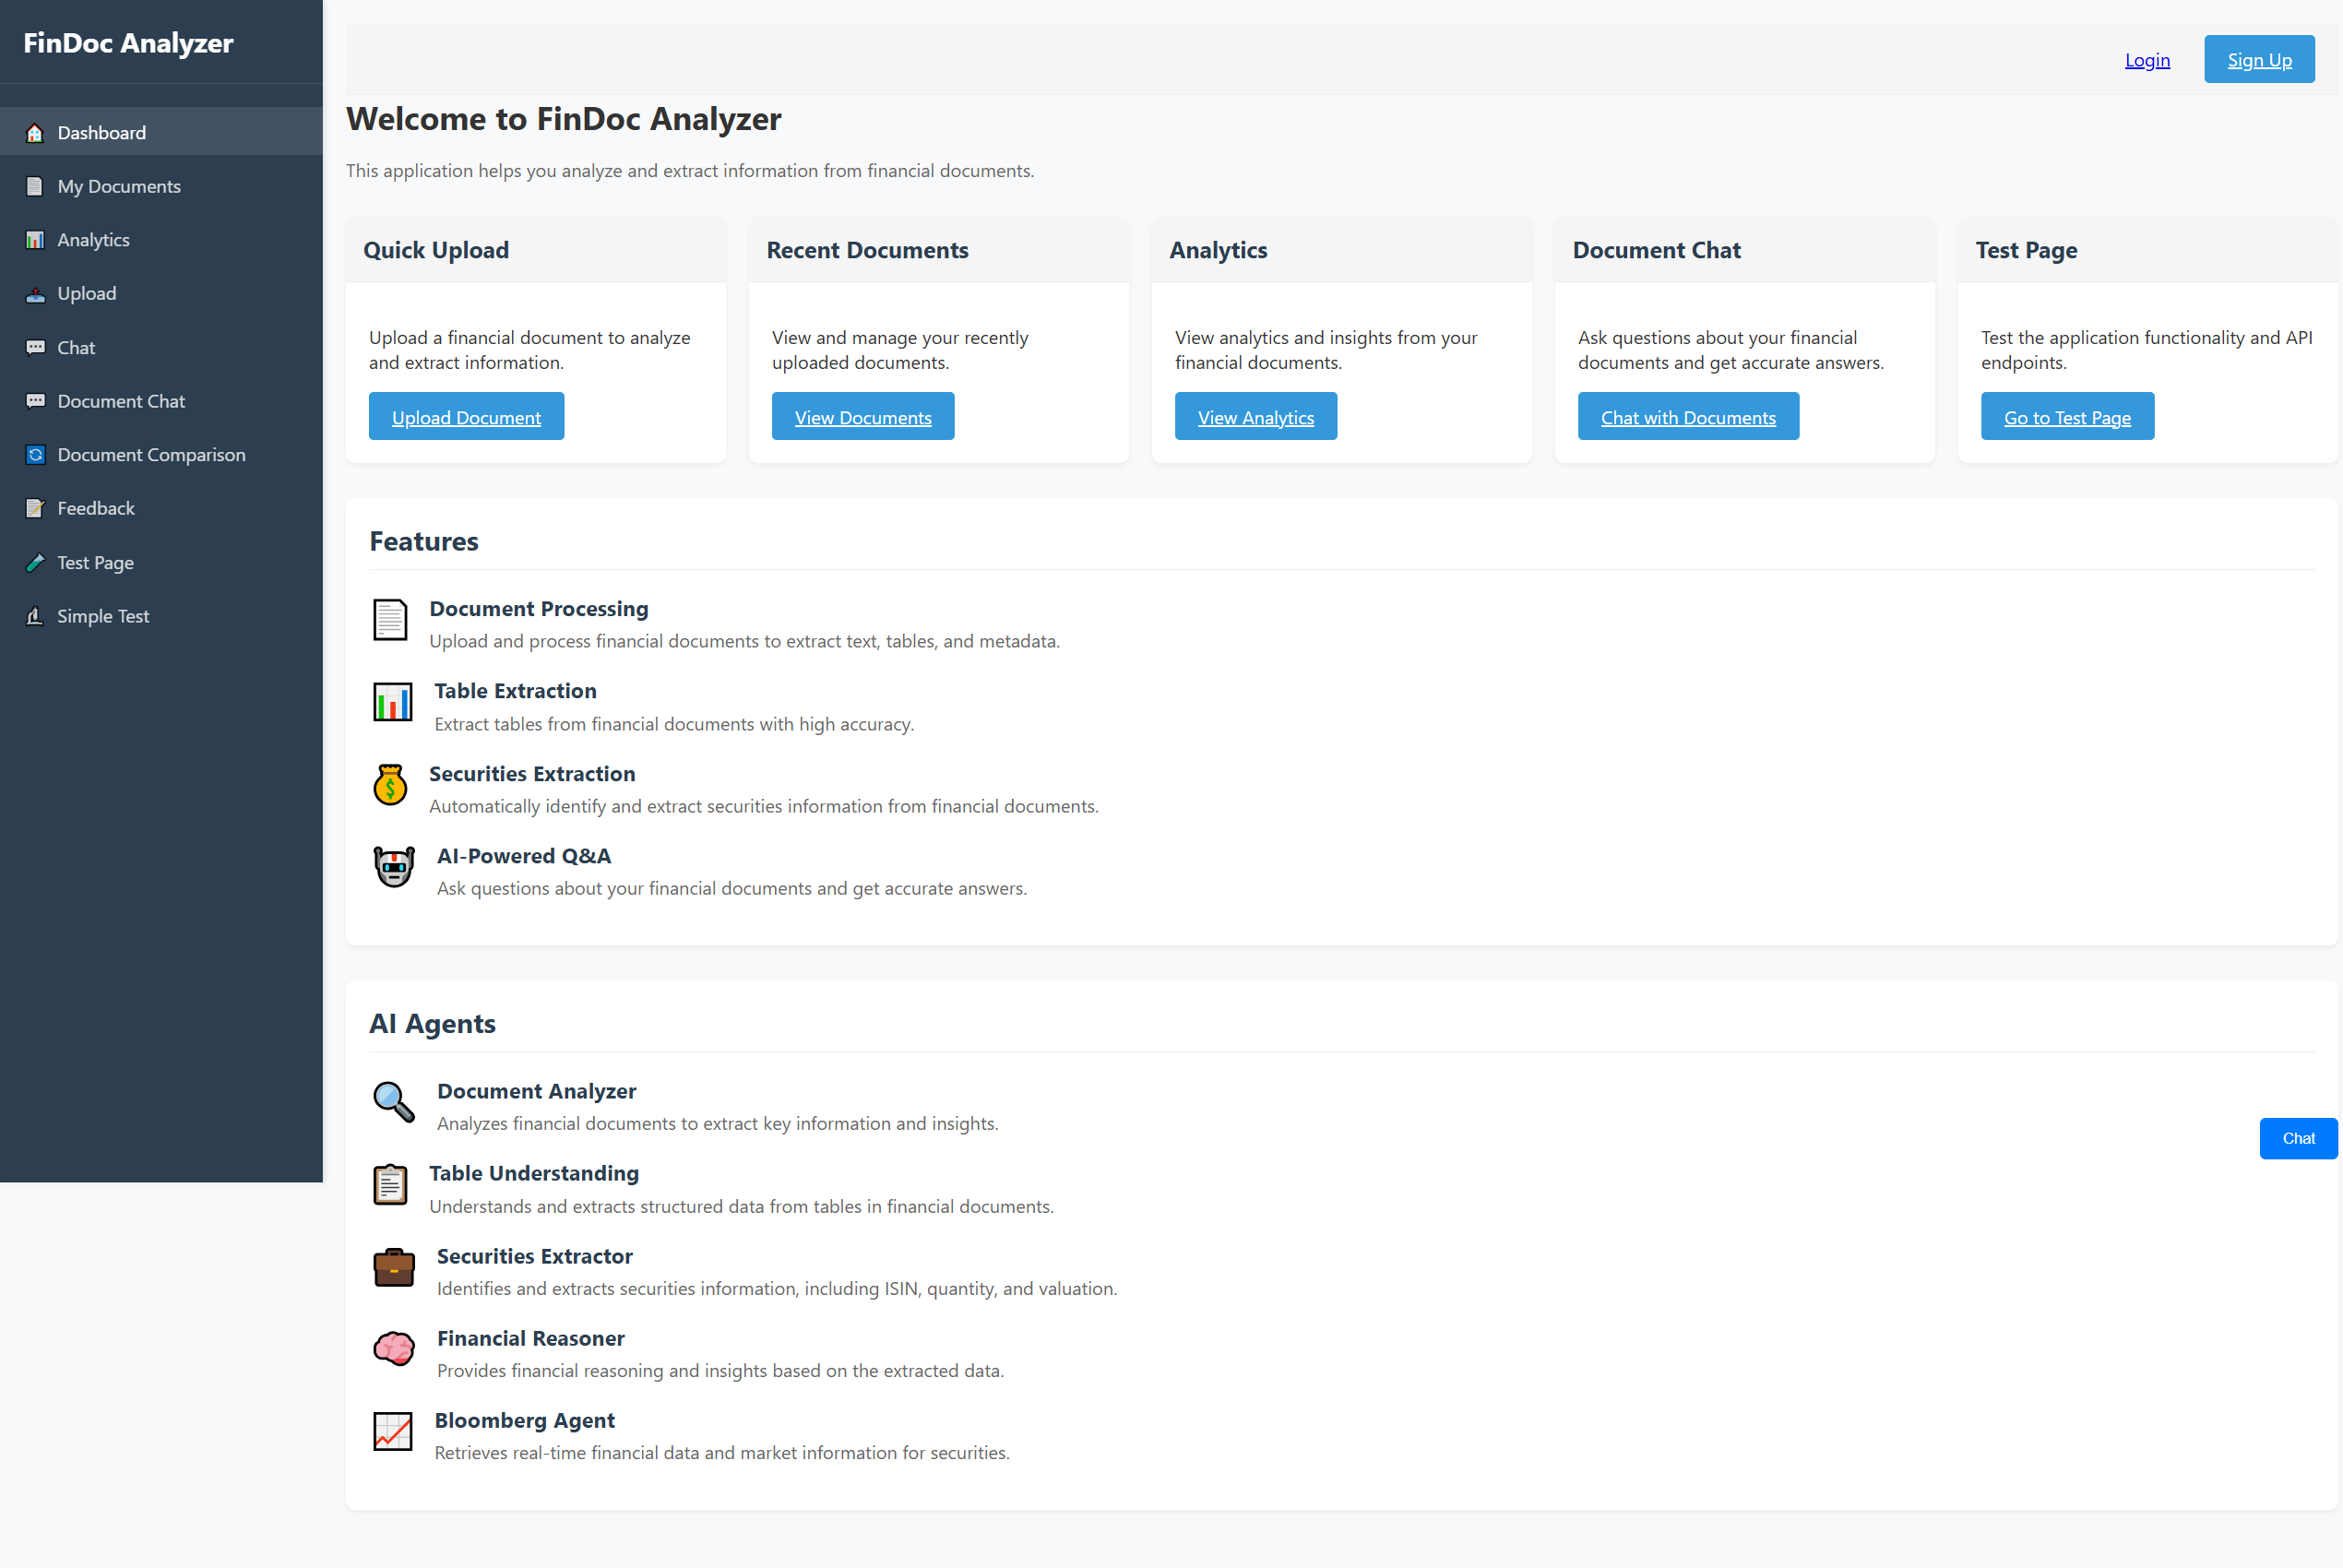 FinDoc Analyzer
Dashboard
My Documents
Analytics
Upload
Chat
Document Chat
Document Comparison
Feedback
Test Page
Simple Test
Login
Sign Up
Welcome to FinDoc Analyzer
This application helps you analyze and extract information from financial documents.
Quick Upload
Upload a financial document to analyze
and extract information.
Upload Document
Recent Documents
View and manage your recently
uploaded documents.
View Documents
Analytics
View analytics and insights from your
financial documents.
View Analytics
Document Chat
Ask questions about your financial
documents and get accurate answers.
Chat with Documents
Test Page
Test the application functionality and API
endpoints.
Go to Test Page
Features
Document Processing
Upload and process financial documents to extract text, tables, and metadata.
Table Extraction
Extract tables from financial documents with high accuracy.
Securities Extraction
Automatically identify and extract securities information from financial documents.
AI-Powered Q&A
Ask questions about your financial documents and get accurate answers.
AI Agents
Document Analyzer
Analyzes financial documents to extract key information and insights.
Table Understanding
Understands and extracts structured data from tables in financial documents.
Securities Extractor
Identifies and extracts securities information, including ISIN, quantity, and valuation.
Financial Reasoner
Provides financial reasoning and insights based on the extracted data.
Bloomberg Agent
Retrieves real-time financial data and market information for securities.
Chat